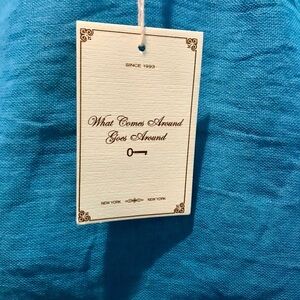 SINCE 1993
What Comes Around
Goes Around
NEW YORK NEW YORK